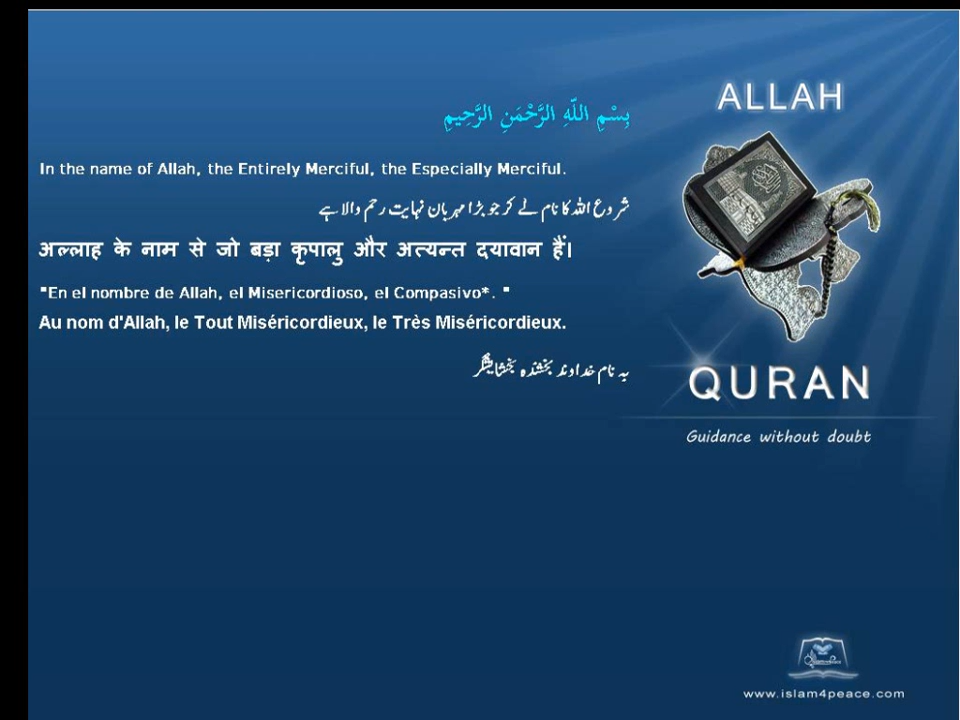 بِسْمِ اللَّهِ الرَّحْمَنِ الرَّحِيمِ
In the name of Allah, the Entirely Merciful, the Especially Merciful.
شروع الله کا نام لے کر جو بڑا مہربان نہایت رحم والا ہے
अल्लाह के नाम से जो बड़ा कृपालु और अत्यन्त दयावान हैं।
"En el nombre de Allah, el Misericordioso, el Compasivo*. "
Au nom d'Allah, le Tout Miséricordieux, le Très Miséricordieux.
به نام خداوند بخشنده بخشایشگر
ALLAH
QURAN
Guidance without doubt
www.islam4peace.com